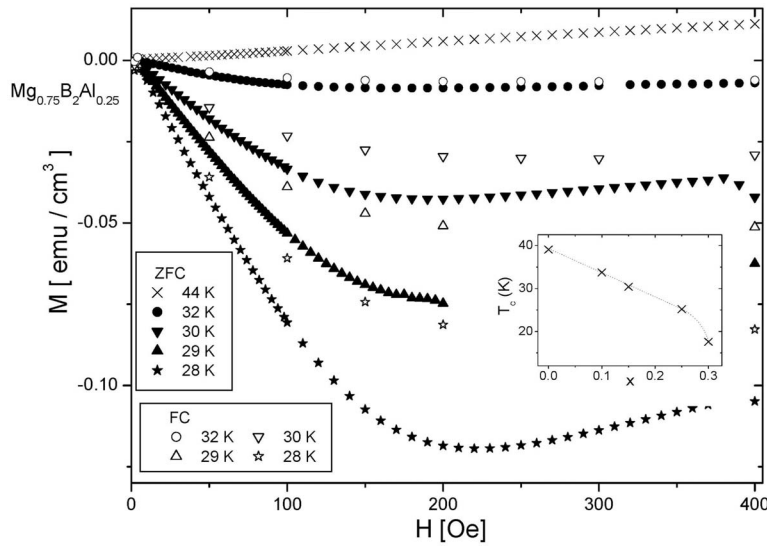 0.00
Mg0.75B2Al0.25
-0.05
-0.10
M [ emu / cm³ ]
ZFC
× 44 K
● 32 K
▼ 30 K
▲ 29 K
★ 28 K
FC
○ 32 K ▽ 30 K
△ 29 K ☆ 28 K
40
30
20
Tc (K)
0.0 0.1 0.2 0.3
x
0 100 200 300 400
H [Oe]